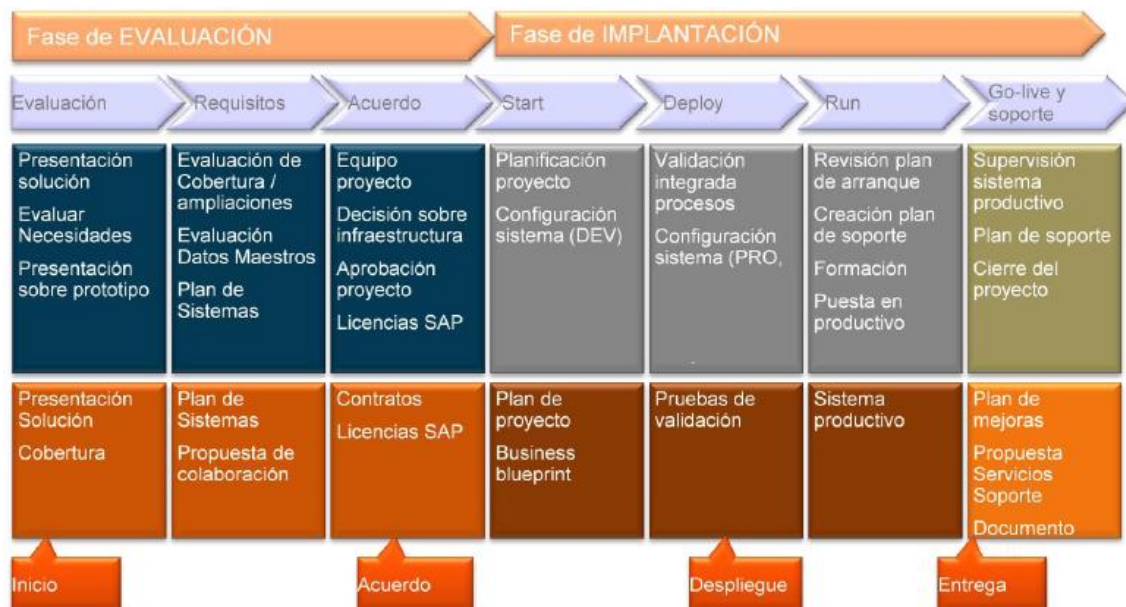 Fase de EVALUACIÓN
Fase de IMPLANTACIÓN
Evaluación
Requisitos
Acuerdo
Start
Deploy
Run
Go-live y
soporte
Presentación
solución
Evaluar
Necesidades
Presentación
sobre prototipo
Evaluación de
Cobertura /
ampliaciones
Evaluación
Datos Maestros
Plan de
Sistemas
Equipo
proyecto
Decisión sobre
infraestructura
Aprobación
proyecto
Licencias SAP
Planificación
proyecto
Configuración
sistema (DEV)
Validación
integrada
procesos
Configuración
sistema (PRO,
Revisión plan
de arranque
Creación plan
de soporte
Formación
Puesta en
productivo
Supervisión
sistema
productivo
Plan de soporte
Cierre del
proyecto
Presentación
Solución
Cobertura
Plan de
Sistemas
Propuesta de
colaboración
Contratos
Licencias SAP
Plan de
proyecto
Business
blueprint
Pruebas de
validación
Sistema
productivo
Plan de
mejoras
Propuesta
Servicios
Soporte
Documento
Inicio
Acuerdo
Despliegue
Entrega